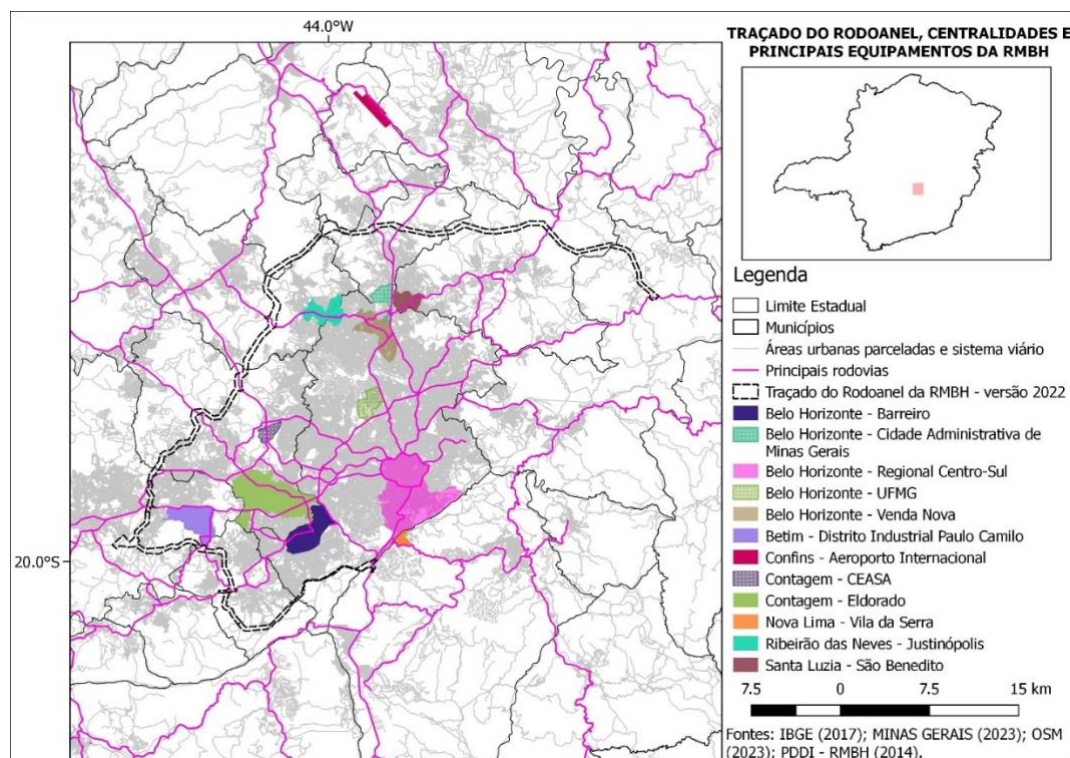 44.0°W
20.0°S
TRAÇADO DO RODOANEL, CENTRALIDADES E
PRINCIPAIS EQUIPAMENTOS DA RMBH
Legenda
Limite Estadual
Municípios
Áreas urbanas parceladas e sistema viário
Principais rodovias
Traçado do Rodoanel da RMBH - versão 2022
Belo Horizonte - Barreiro
Belo Horizonte - Cidade Administrativa de
Minas Gerais
Belo Horizonte - Regional Centro-Sul
Belo Horizonte - UFMG
Belo Horizonte - Venda Nova
Betim - Distrito Industrial Paulo Camilo
Confins - Aeroporto Internacional
Contagem - CEASA
Contagem - Eldorado
Nova Lima - Vila da Serra
Ribeirão das Neves - Justinópolis
Santa Luzia - São Benedito
7.5 0 7.5 15 km
Fontes: IBGE (2017); MINAS GERAIS (2023); OSM
(2023); PDDI - RMBH (2014).